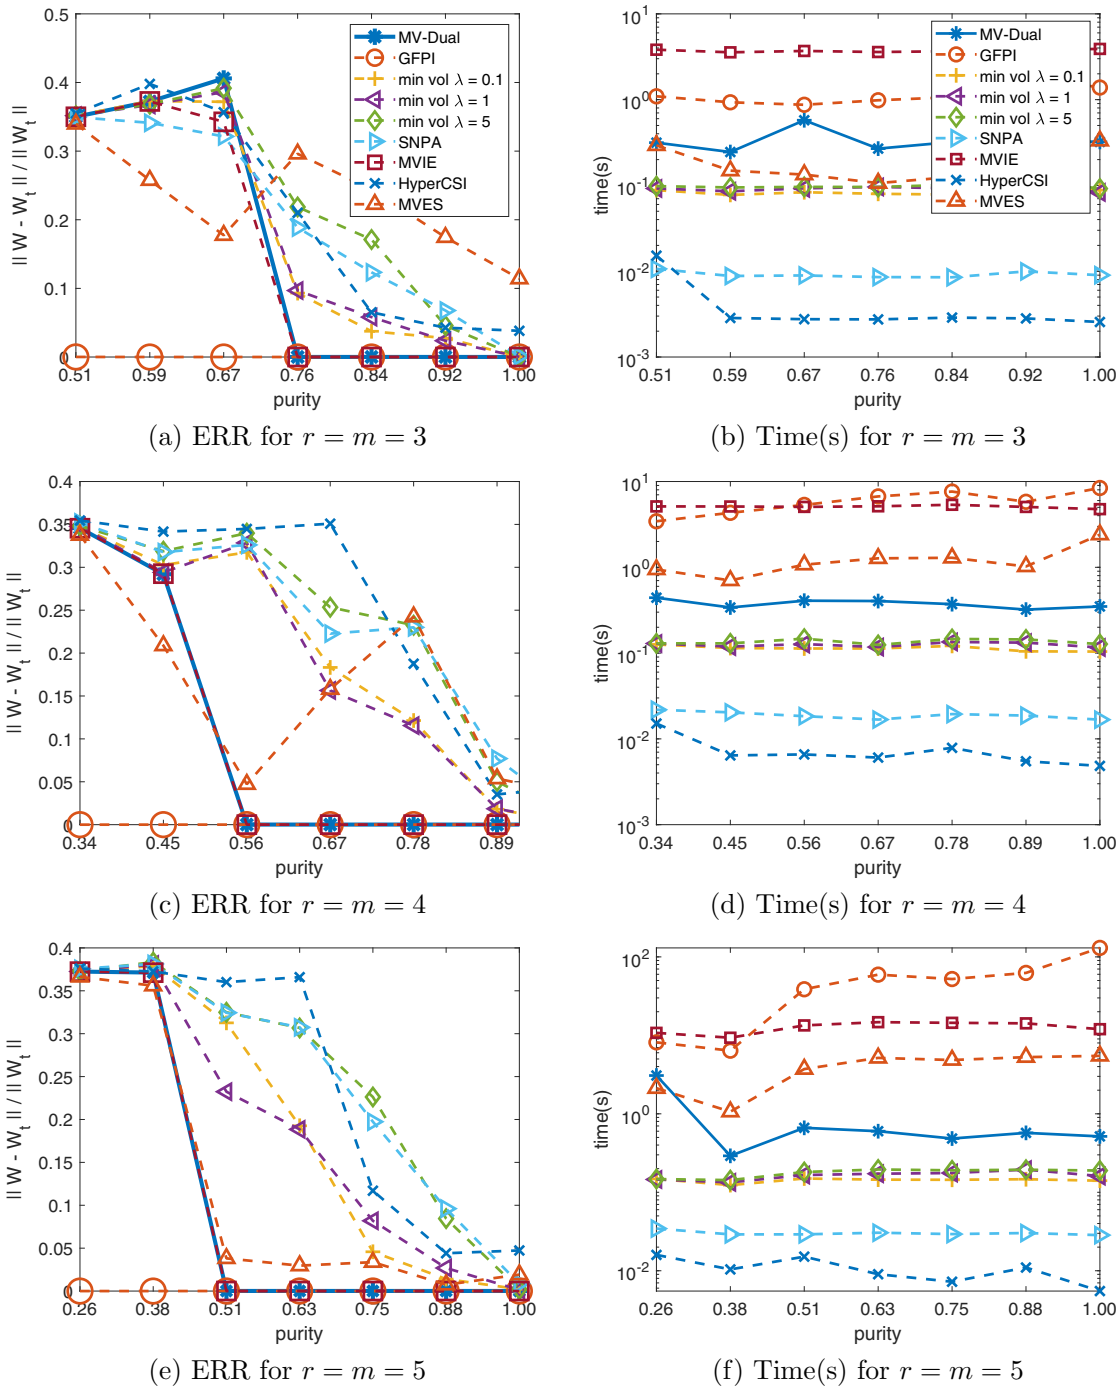 0.5
0.4
0.3
0.2
0.1
0
|| W - W_t || / || W_t ||
0.51 0.59 0.67 0.76 0.84 0.92 1.00
purity
MV-Dual
GFPI
min vol λ = 0.1
min vol λ = 1
min vol λ = 5
SNPA
MVIE
HyperCSI
MVES
(a) ERR for r = m = 3
10^1
10^0
10^-1
10^-2
10^-3
time(s)
0.51 0.59 0.67 0.76 0.84 0.92 1.00
purity
MV-Dual
GFPI
min vol λ = 0.1
min vol λ = 1
min vol λ = 5
SNPA
MVIE
HyperCSI
MVES
(b) Time(s) for r = m = 3
0.4
0.35
0.3
0.25
0.2
0.15
0.1
0.05
0
|| W - W_t || / || W_t ||
0.34 0.45 0.56 0.67 0.78 0.89
purity
(c) ERR for r = m = 4
10^1
10^0
10^-1
10^-2
10^-3
time(s)
0.34 0.45 0.56 0.67 0.78 0.89 1.00
purity
(d) Time(s) for r = m = 4
0.4
0.35
0.3
0.25
0.2
0.15
0.1
0.05
0
|| W - W_t || / || W_t ||
0.26 0.38 0.51 0.63 0.75 0.88 1.00
purity
(e) ERR for r = m = 5
10^2
10^0
10^-2
time(s)
0.26 0.38 0.51 0.63 0.75 0.88 1.00
purity
(f) Time(s) for r = m = 5